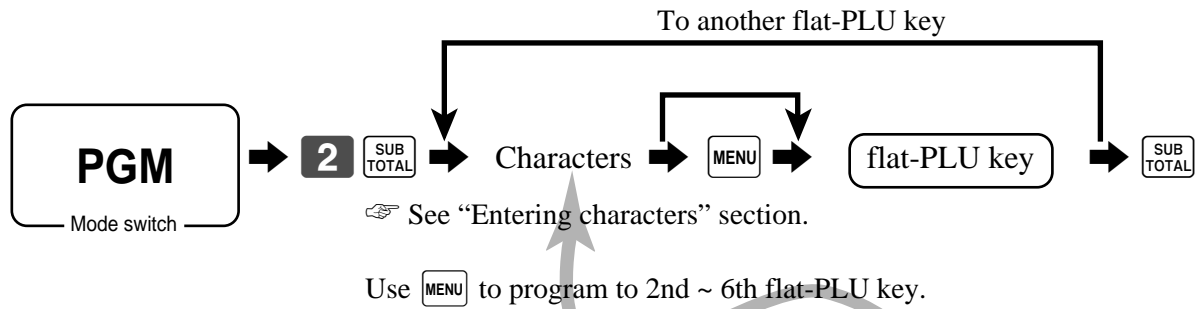 To another flat-PLU key
PGM
Mode switch
2 SUB TOTAL Characters MENU flat-PLU key SUB TOTAL
☞ See “Entering characters” section.
Use MENU to program to 2nd ~ 6th flat-PLU key.